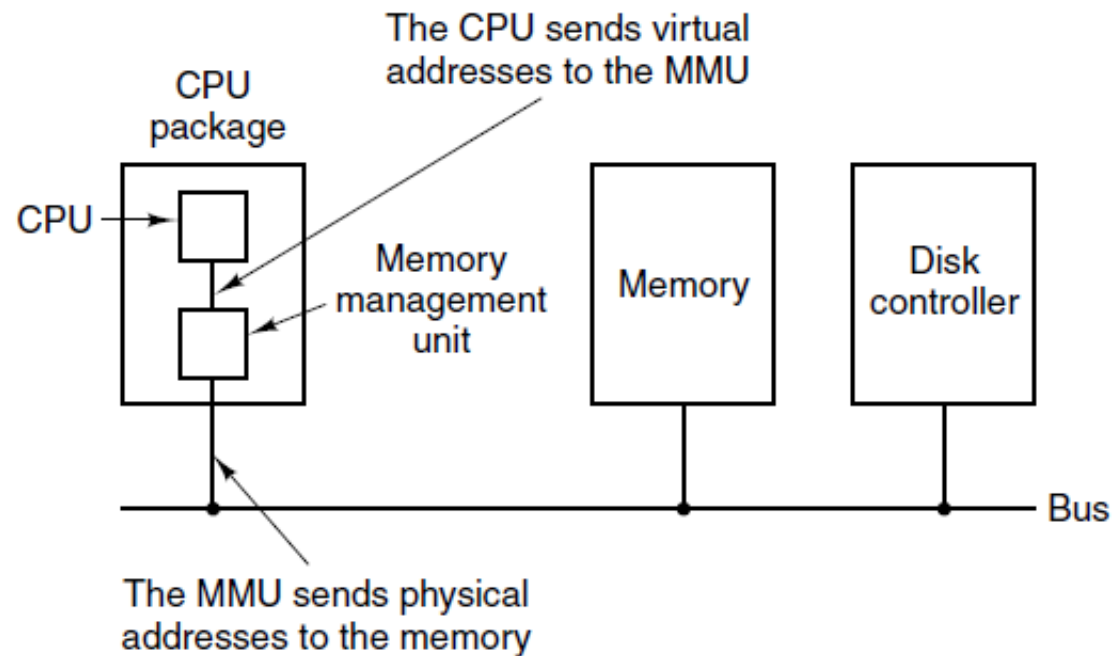 The CPU sends virtual
addresses to the MMU
CPU
package
CPU
Memory
management
unit
Memory
Disk
controller
Bus
The MMU sends physical
addresses to the memory